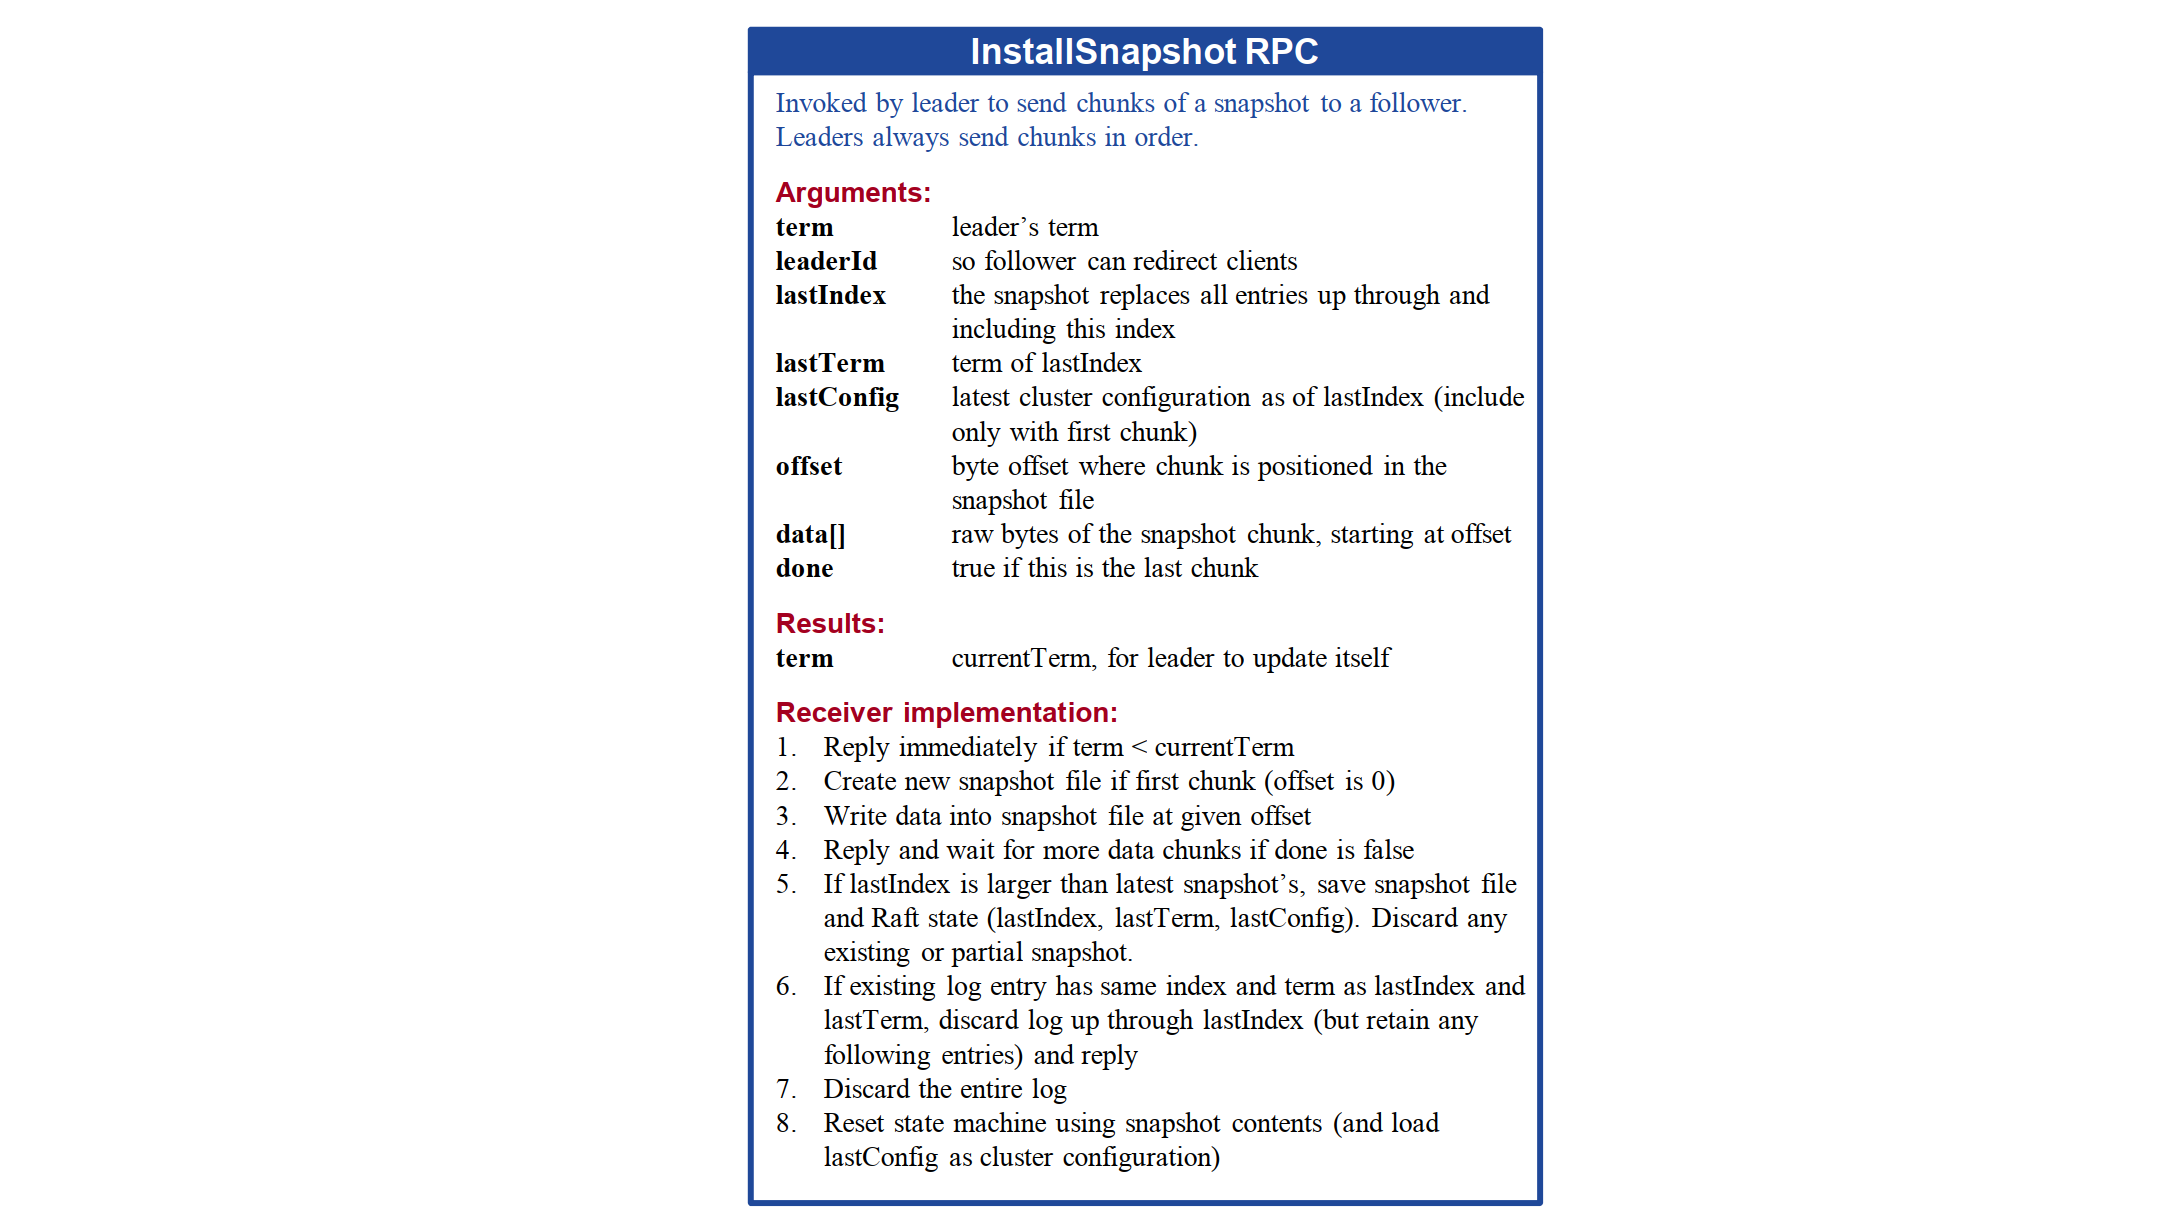 InstallSnapshot RPC
Invoked by leader to send chunks of a snapshot to a follower.
Leaders always send chunks in order.
Arguments:
term leader’s term
leaderId so follower can redirect clients
lastIndex the snapshot replaces all entries up through and
including this index
lastTerm term of lastIndex
lastConfig latest cluster configuration as of lastIndex (include
only with first chunk)
offset byte offset where chunk is positioned in the
snapshot file
data[] raw bytes of the snapshot chunk, starting at offset
done true if this is the last chunk
Results:
term currentTerm, for leader to update itself
Receiver implementation:
1. Reply immediately if term < currentTerm
2. Create new snapshot file if first chunk (offset is 0)
3. Write data into snapshot file at given offset
4. Reply and wait for more data chunks if done is false
5. If lastIndex is larger than latest snapshot’s, save snapshot file
and Raft state (lastIndex, lastTerm, lastConfig). Discard any
existing or partial snapshot.
6. If existing log entry has same index and term as lastIndex and
lastTerm, discard log up through lastIndex (but retain any
following entries) and reply
7. Discard the entire log
8. Reset state machine using snapshot contents (and load
lastConfig as cluster configuration)